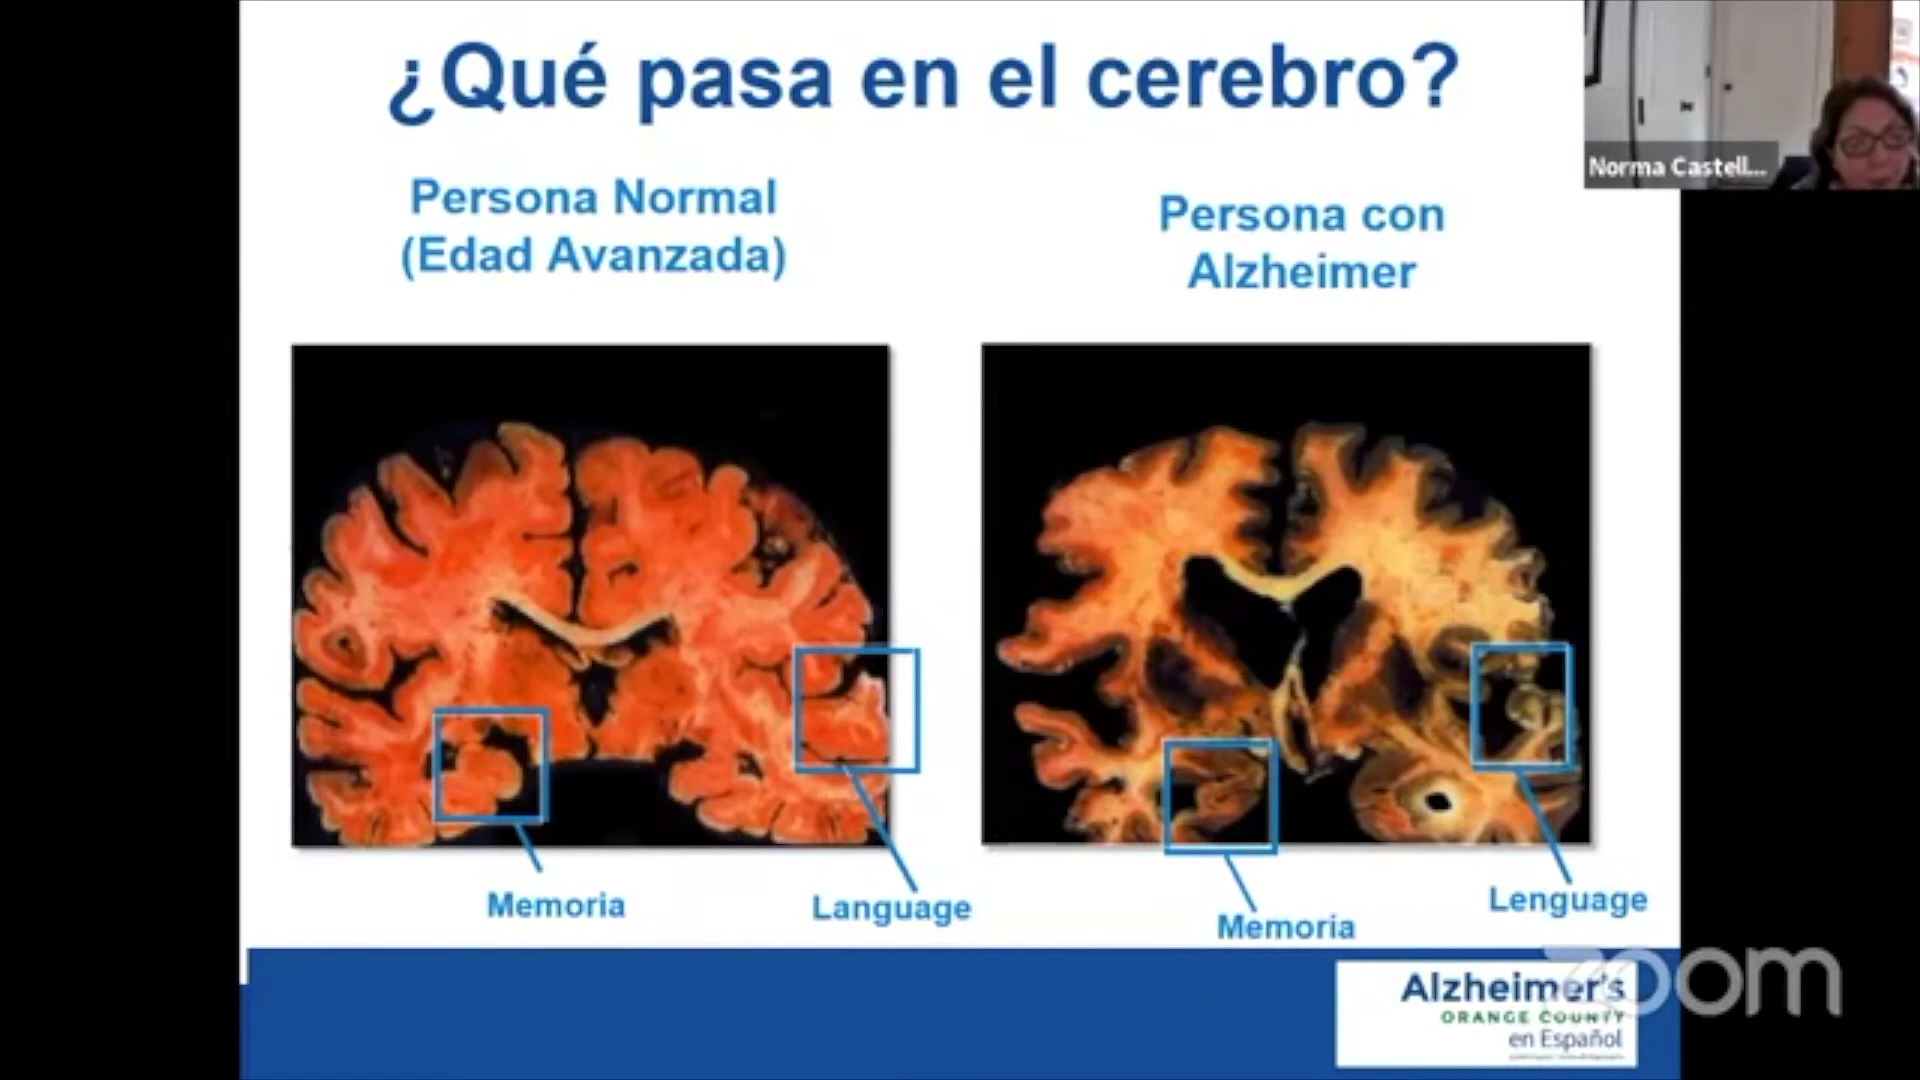 ¿Qué pasa en el cerebro?
Norma Castell...
Persona Normal
(Edad Avanzada)
Persona con
Alzheimer
Memoria
Language
Memoria
Lenguage
Alzheimer's
ORANGE COUNTY
en Español
zoom